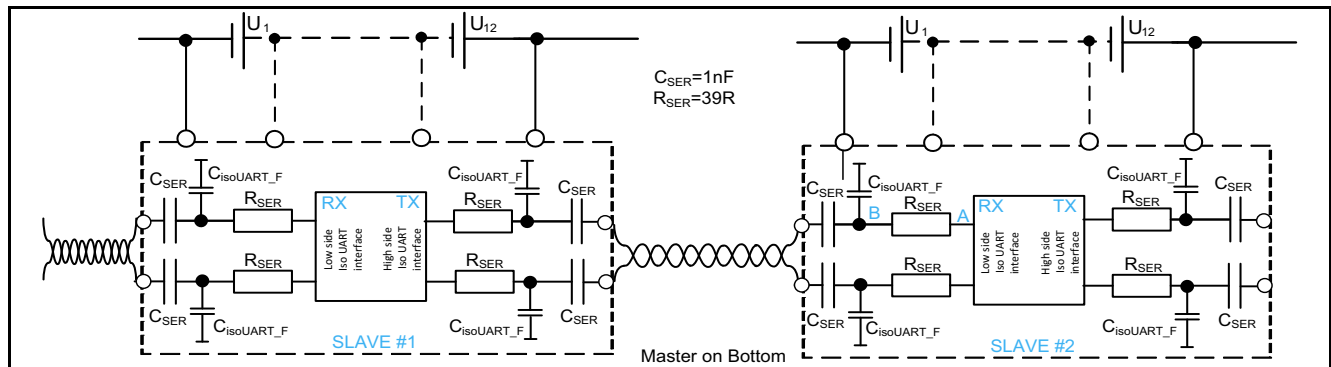 U1
U12
U1
U12
CSER=1nF
RSER=39R
CSER
CisoUART_F
RSER
RX
TX
Low side
Iso UART
interface
High side
Iso UART
interface
RSER
CisoUART_F
CSER
RSER
RSER
CSER
CisoUART_F
CisoUART_F
CSER
SLAVE #1
CSER
CisoUART_F
B
RSER
A
RX
TX
Low side
Iso UART
interface
High side
Iso UART
interface
RSER
CisoUART_F
CSER
RSER
RSER
CSER
CisoUART_F
CisoUART_F
CSER
SLAVE #2
Master on Bottom